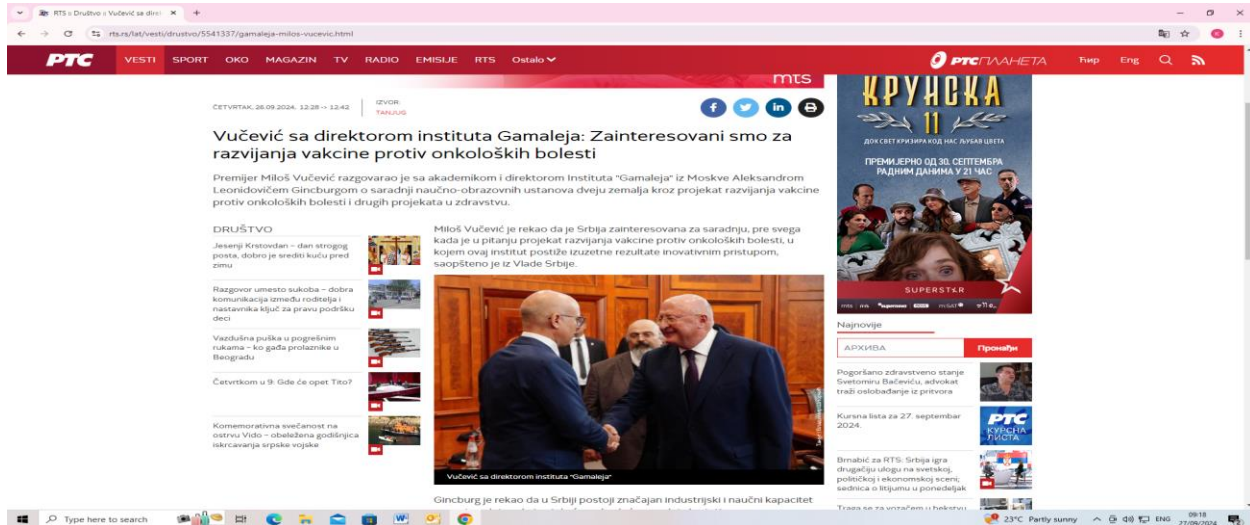 RTS :: Društvo :: Vučević sa direk
rts.rs/lat/vesti/drustvo/5541337/gamaleja-milos-vucevic.html
РТС VESTI SPORT OKO MAGAZIN TV RADIO EMISIJE RTS Ostalo РТСПЛАНЕТА Ћир Eng
mts
ČETVRTAK, 26.09.2024, 12:28 -> 12:42
IZVOR:
TANJUG
Vučević sa direktorom instituta Gamaleja: Zainteresovani smo za
razvijanja vakcine protiv onkoloških bolesti
Premijer Miloš Vučević razgovarao je sa akademikom i direktorom Instituta "Gamaleja" iz Moskve Aleksandrom
Leonidovičem Gincburgom o saradnji naučno-obrazovnih ustanova dveju zemalja kroz projekat razvijanja vakcine
protiv onkoloških bolesti i drugih projekata u zdravstvu.
DRUŠTVO
Jesenji Krstovdan – dan strogog
posta, dobro je srediti kuću pred
zimu
Razgovor umesto sukoba – dobra
komunikacija između roditelja i
nastavnika ključ za pravu podršku
deci
Vazdušna puška u pogrešnim
rukama – ko gađa prolaznike u
Beogradu
Četvrtkom u 9: Gde će opet Tito?
Komemorativna svečanost na
ostrvu Vido – obeležena godišnjica
iskrcavanja srpske vojske
Miloš Vučević je rekao da je Srbija zainteresovana za saradnju, pre svega
kada je u pitanju projekat razvijanja vakcine protiv onkoloških bolesti, u
kojem ovaj institut postiže izuzetne rezultate inovativnim pristupom,
saopšteno je iz Vlade Srbije.
Vučević sa direktorom instituta "Gamaleja"
Gincburg je rekao da u Srbiji postoji značajan industrijski i naučni kapacitet
КРУНСКА
11
ДОК СВЕТ КРИЗИРА КОД НАС ЉУБАВ ЦВЕТА
ПРЕМИЈЕРНО ОД 30. СЕПТЕМБРА
РАДНИМ ДАНИМА У 21 ЧАС
SUPERST★R
Najnovije
АРХИВА Пронађи
Pogoršano zdravstveno stanje
Svetomiru Bačeviću, advokat
traži oslobađanje iz pritvora
Kursna lista za 27. septembar
2024.
РТС
КУРСНА
ЛИСТА
Brnabić za RTS: Srbija igra
drugačiju ulogu na svetskoj,
političkoj i ekonomskoj sceni;
sednica o litijumu u ponedeljak
Traga se za vozačem u bekstvu
Type here to search
23°C Partly sunny ENG
09:18
27/09/2024